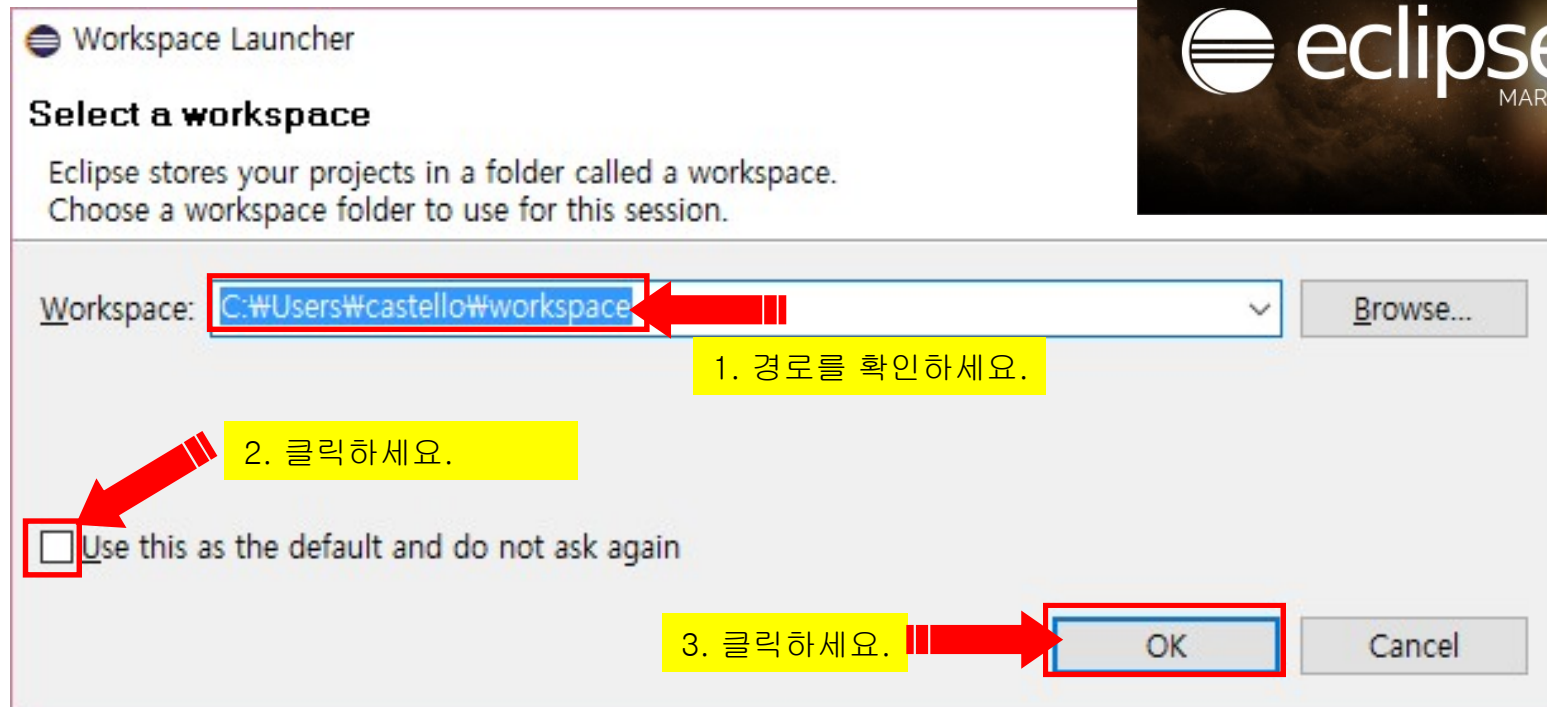 Workspace Launcher
eclipse
MAR
Select a workspace
Eclipse stores your projects in a folder called a workspace.
Choose a workspace folder to use for this session.
Workspace: C:₩Users₩castello₩workspace Browse...
1. 경로를 확인하세요.
2. 클릭하세요.
Use this as the default and do not ask again
3. 클릭하세요. OK Cancel